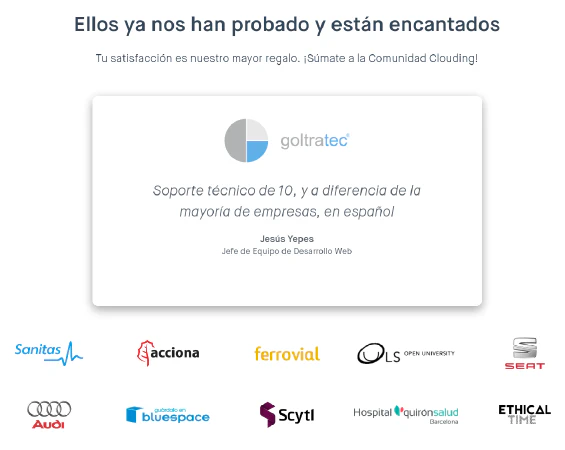 Ellos ya nos han probado y están encantados
Tu satisfacción es nuestro mayor regalo. ¡Súmate a la Comunidad Clouding!
goltratec®
Soporte técnico de 10, y a diferencia de la
mayoría de empresas, en español
Jesús Yepes
Jefe de Equipo de Desarrollo Web
Sanitas
acciona
ferrovial
OLS OPEN UNIVERSITY
SEAT
Audi
guárdalo en
bluespace
Scytl
Hospital quirónsalud
Barcelona
ETHICAL
TIME